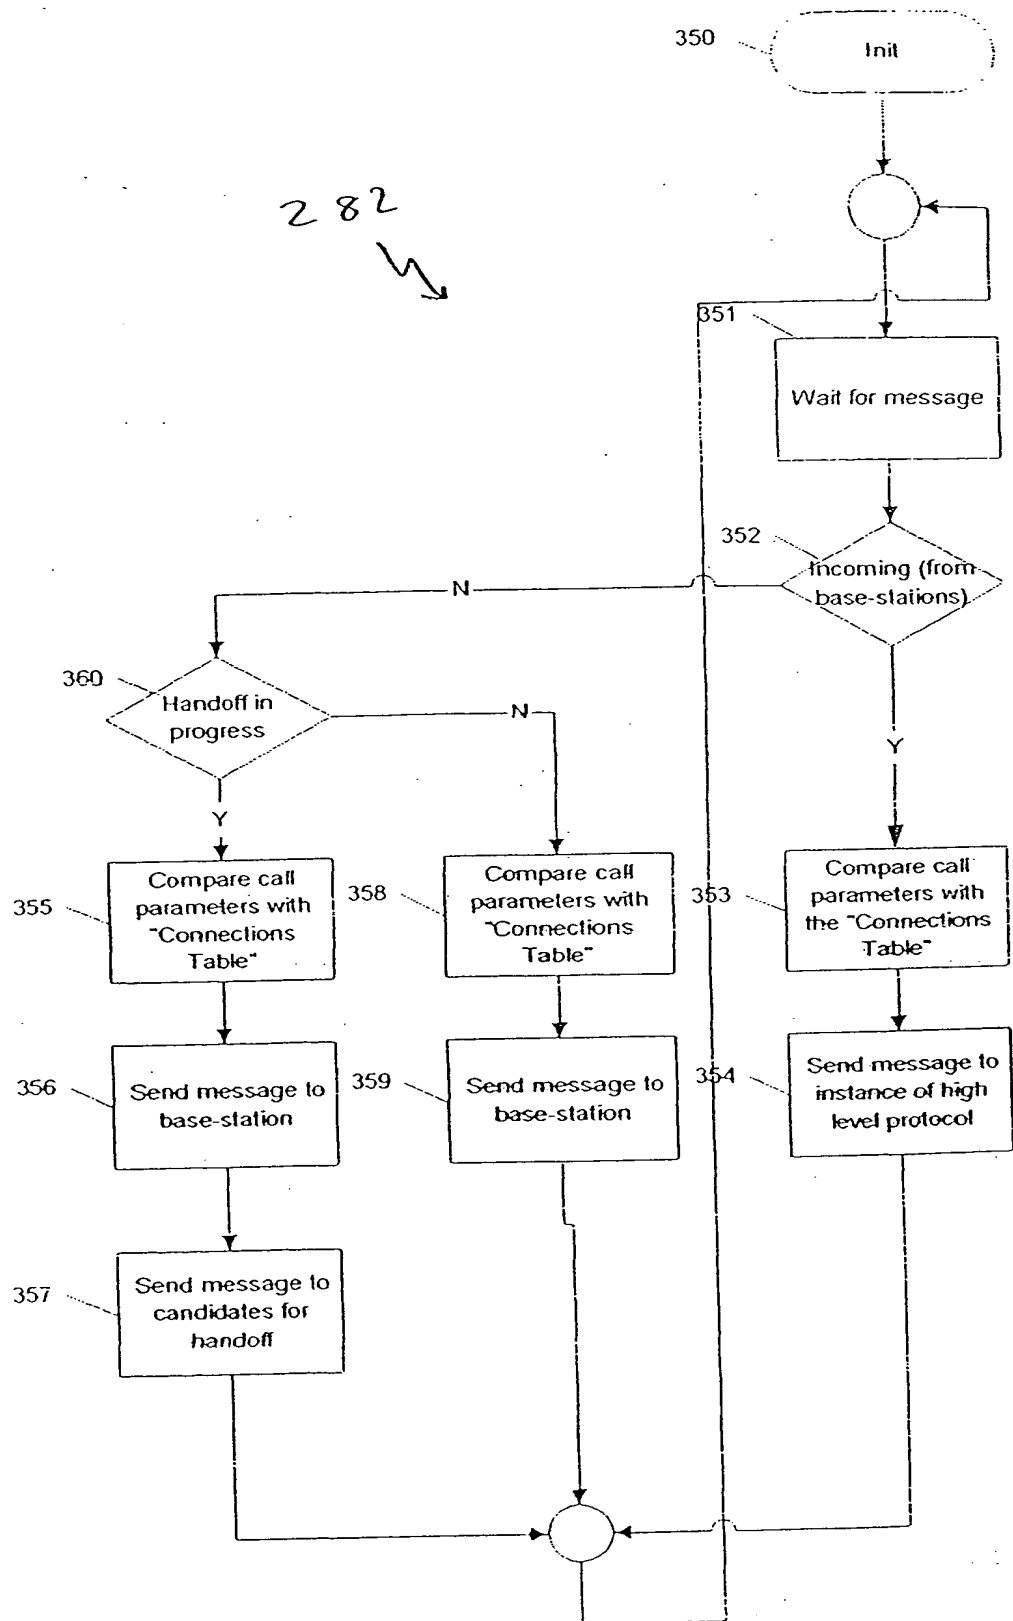 350
Init
282
351
Wait for message
352
Incoming (from
base-stations)
N
360
Handoff in
progress
N
Y
Y
355
Compare call
parameters with
"Connections
Table"
358
Compare call
parameters with
"Connections
Table"
353
Compare call
parameters with
the "Connections
Table"
356
Send message to
base-station
359
Send message to
base-station
354
Send message to
instance of high
level protocol
357
Send message to
candidates for
handoff